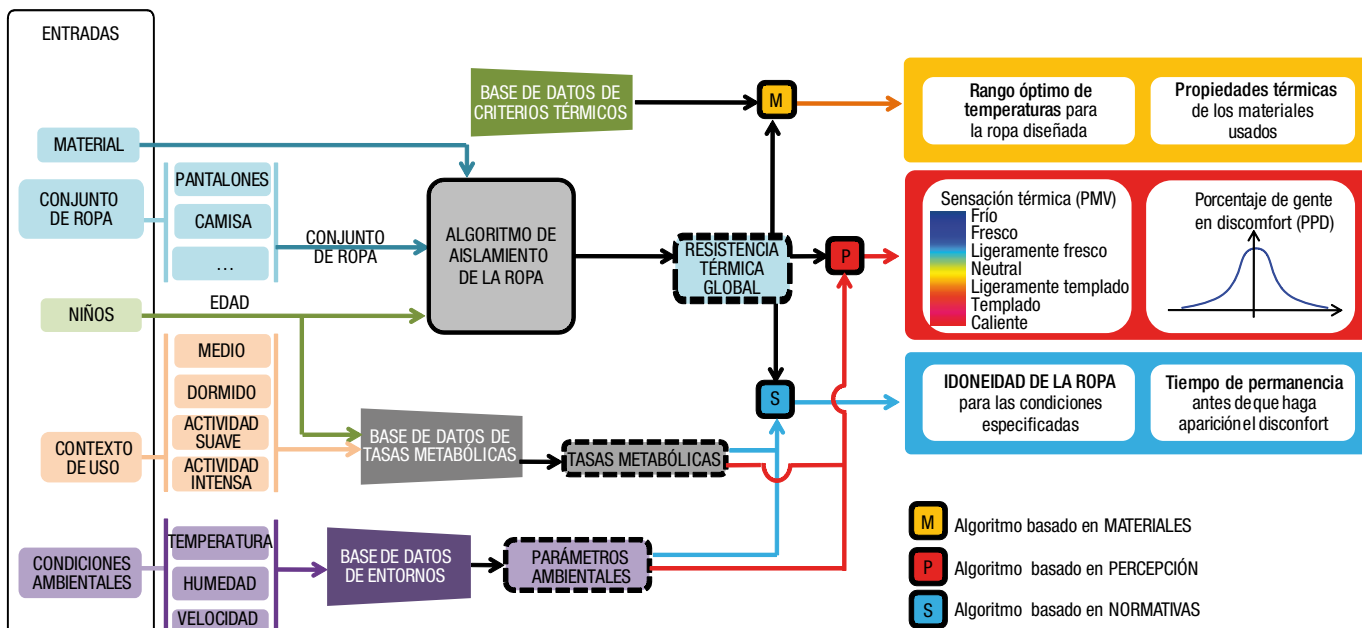 ENTRADAS
MATERIAL
CONJUNTO
DE ROPA
PANTALONES
CAMISA
...
CONJUNTO
DE ROPA
NIÑOS
EDAD
CONTEXTO
DE USO
MEDIO
DORMIDO
ACTIVIDAD
SUAVE
ACTIVIDAD
INTENSA
CONDICIONES
AMBIENTALES
TEMPERATURA
HUMEDAD
VELOCIDAD
BASE DE DATOS DE
CRITERIOS TÉRMICOS
ALGORITMO DE
AISLAMIENTO
DE LA ROPA
RESISTENCIA
TÉRMICA
GLOBAL
BASE DE DATOS DE
TASAS METABÓLICAS
TASAS METABÓLICAS
BASE DE DATOS
DE ENTORNOS
PARÁMETROS
AMBIENTALES
M
P
S
Rango óptimo de
temperaturas para
la ropa diseñada
Propiedades térmicas
de los materiales
usados
Sensación térmica (PMV)
Frío
Fresco
Ligeramente fresco
Neutral
Ligeramente templado
Templado
Caliente
Porcentaje de gente
en discomfort (PPD)
IDONEIDAD DE LA ROPA
para las condiciones
especificadas
Tiempo de permanencia
antes de que haga
aparición el disconfort
M Algoritmo basado en MATERIALES
P Algoritmo basado en PERCEPCIÓN
S Algoritmo basado en NORMATIVAS